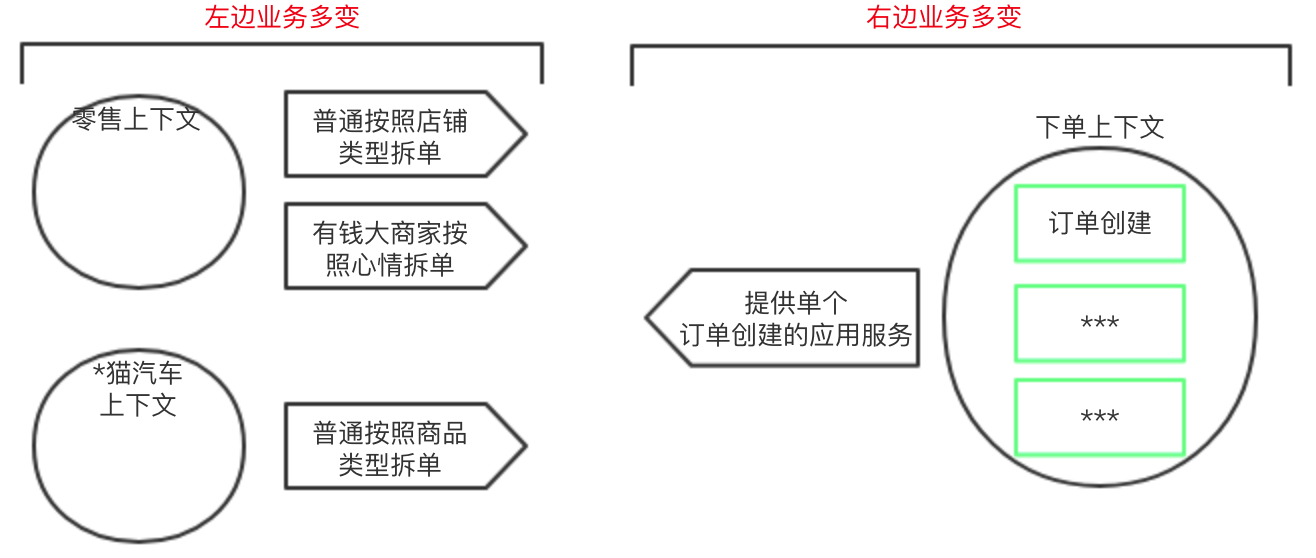 左边业务多变
右边业务多变
零售上下文
普通按照店铺
类型拆单
有钱大商家按
照心情拆单
*猫汽车
上下文
普通按照商品
类型拆单
提供单个
订单创建的应用服务
下单上下文
订单创建
***
***